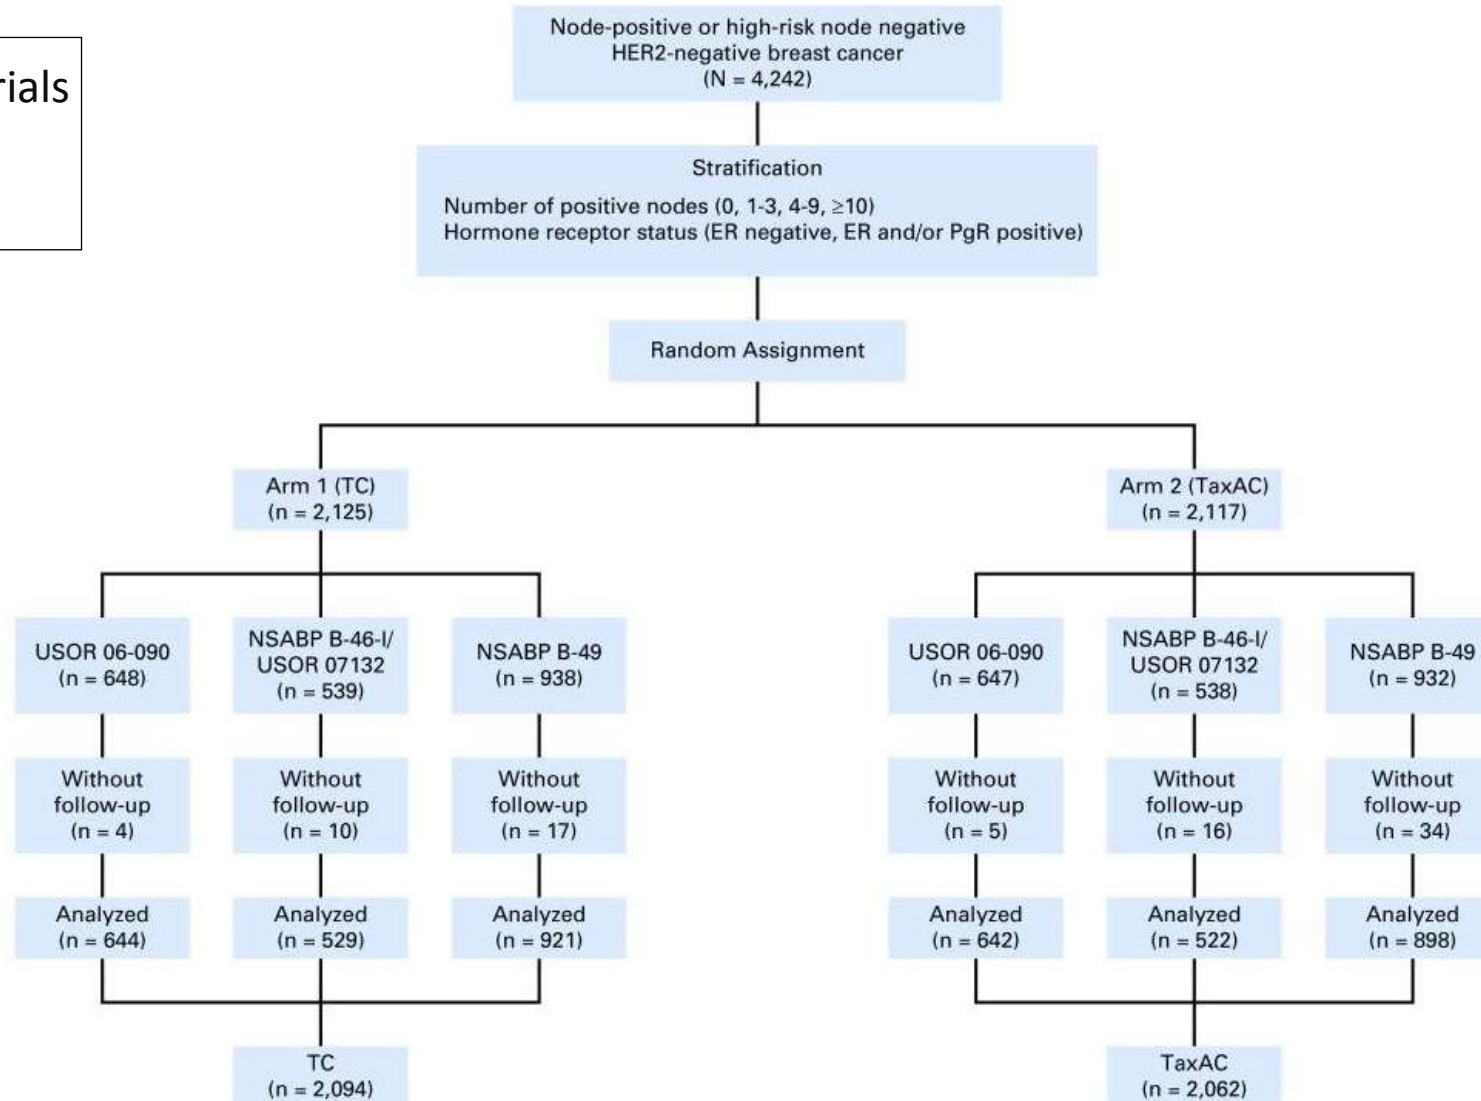 rials
Node-positive or high-risk node negative
HER2-negative breast cancer
(N = 4,242)
Stratification
Number of positive nodes (0, 1-3, 4-9, ≥10)
Hormone receptor status (ER negative, ER and/or PgR positive)
Random Assignment
Arm 1 (TC)
(n = 2,125)
Arm 2 (TaxAC)
(n = 2,117)
USOR 06-090
(n = 648)
NSABP B-46-I/
USOR 07132
(n = 539)
NSABP B-49
(n = 938)
USOR 06-090
(n = 647)
NSABP B-46-I/
USOR 07132
(n = 538)
NSABP B-49
(n = 932)
Without
follow-up
(n = 4)
Without
follow-up
(n = 10)
Without
follow-up
(n = 17)
Without
follow-up
(n = 5)
Without
follow-up
(n = 16)
Without
follow-up
(n = 34)
Analyzed
(n = 644)
Analyzed
(n = 529)
Analyzed
(n = 921)
Analyzed
(n = 642)
Analyzed
(n = 522)
Analyzed
(n = 898)
TC
(n = 2,094)
TaxAC
(n = 2,062)